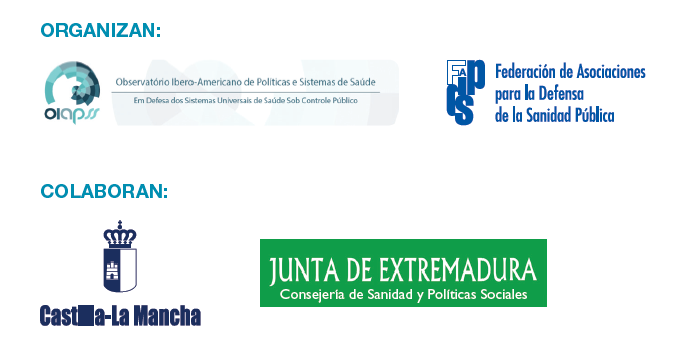 ORGANIZAN:
oiapss
Observatório Ibero-Americano de Políticas e Sistemas de Saúde
Em Defesa dos Sistemas Universais de Saúde Sob Controle Público
FADSP
Federación de Asociaciones
para la Defensa
de la Sanidad Pública
COLABORAN:
-La Mancha
JUNTA DE EXTREMADURA
Consejería de Sanidad y Políticas Sociales